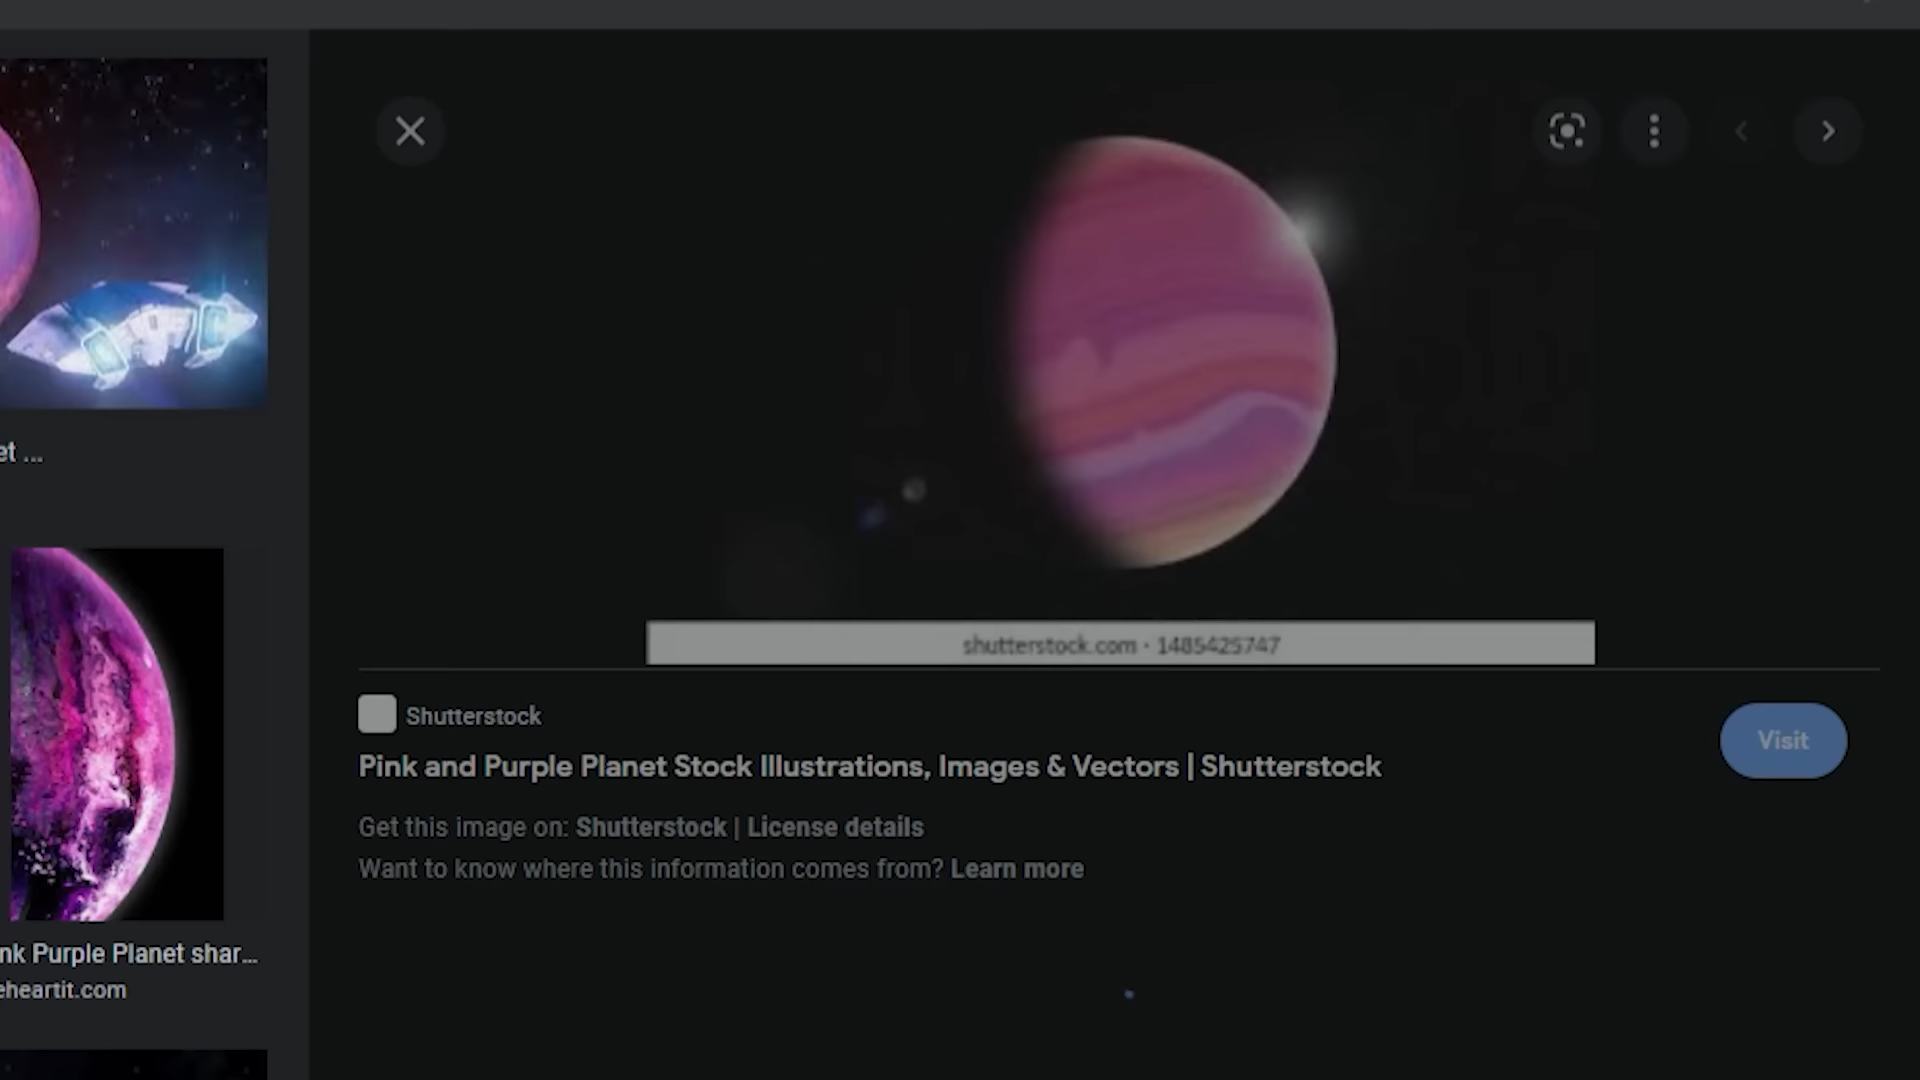 et ...
nk Purple Planet shar...
eheartit.com
shutterstock.com · 1485425747
Shutterstock
Visit
Pink and Purple Planet Stock Illustrations, Images & Vectors | Shutterstock
Get this image on: Shutterstock | License details
Want to know where this information comes from? Learn more